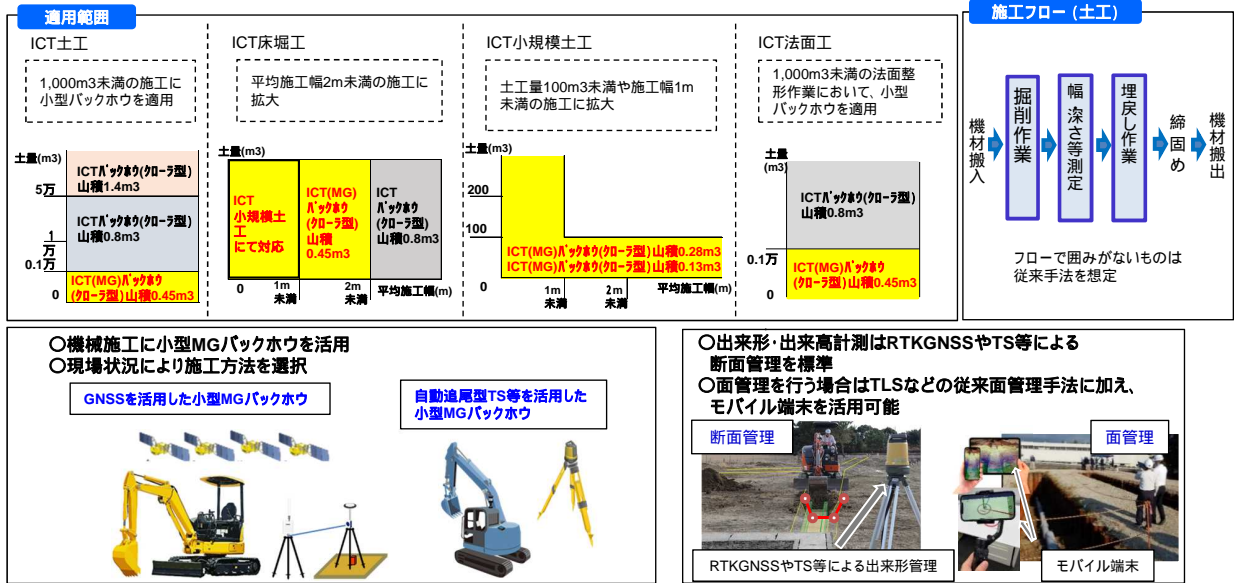 適用範囲
ICT土工
1,000m3未満の施工に
小型バックホウを適用
土量(m3)
5万
1
万
0.1万
0
ICTバックホウ(クローラ型)
山積1.4m3
ICTバックホウ(クローラ型)
山積0.8m3
ICT(MG)バックホウ
(クローラ型)山積0.45m3
ICT床堀工
平均施工幅2m未満の施工に
拡大
土量(m3)
ICT
小規模土
工
にて対応
ICT(MG)
バックホウ
(クローラ型)
山積
0.45m3
ICT
バックホウ
(クローラ型)
山積0.8m3
0
1m
未満
2m
未満
平均施工幅(m)
ICT小規模土工
土工量100m3未満や施工幅1m
未満の施工に拡大
土量(m3)
200
100
0
ICT(MG)バックホウ(クローラ型)山積0.28m3
ICT(MG)バックホウ(クローラ型)山積0.13m3
1m
未満
2m
未満
平均施工幅(m)
ICT法面工
1,000m3未満の法面整
形作業において、小型
バックホウを適用
土量
(m3)
0.1万
0
ICTバックホウ(クローラ型)
山積0.8m3
ICT(MG)バックホウ
(クローラ型)山積0.45m3
施工フロー(土工)
機材搬入
掘削作業
幅・深さ等測定
埋戻し作業
締固め
機材搬出
フローで囲みがないものは
従来手法を想定
〇機械施工に小型MGバックホウを活用
〇現場状況により施工方法を選択
GNSSを活用した小型MGバックホウ
自動追尾型TS等を活用した
小型MGバックホウ
〇出来形・出来高計測はRTKGNSSやTS等による
断面管理を標準
〇面管理を行う場合はTLSなどの従来面管理手法に加え、
モバイル端末を活用可能
断面管理
面管理
RTKGNSSやTS等による出来形管理
モバイル端末